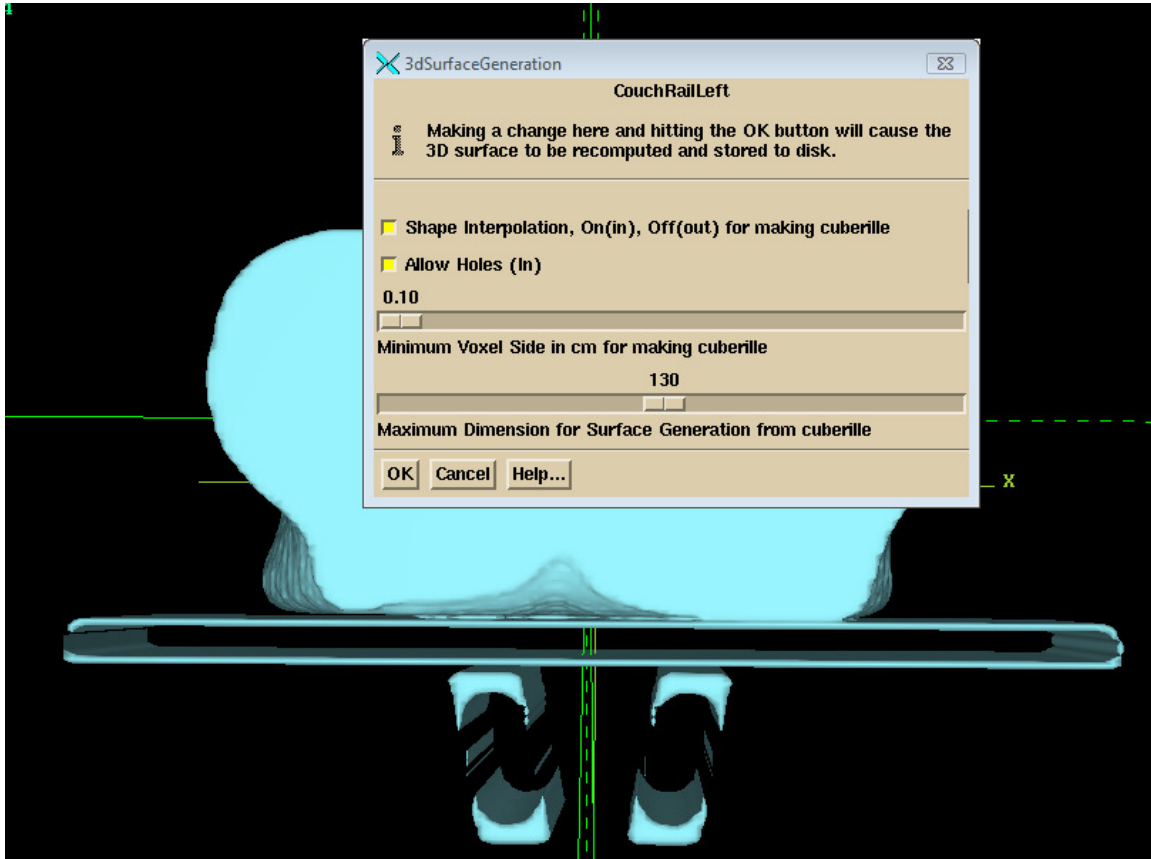 4
3dSurfaceGeneration
CouchRailLeft
i Making a change here and hitting the OK button will cause the
3D surface to be recomputed and stored to disk.
Shape Interpolation, On(in), Off(out) for making cuberille
Allow Holes (In)
0.10
Minimum Voxel Side in cm for making cuberille
130
Maximum Dimension for Surface Generation from cuberille
OK Cancel Help...
X